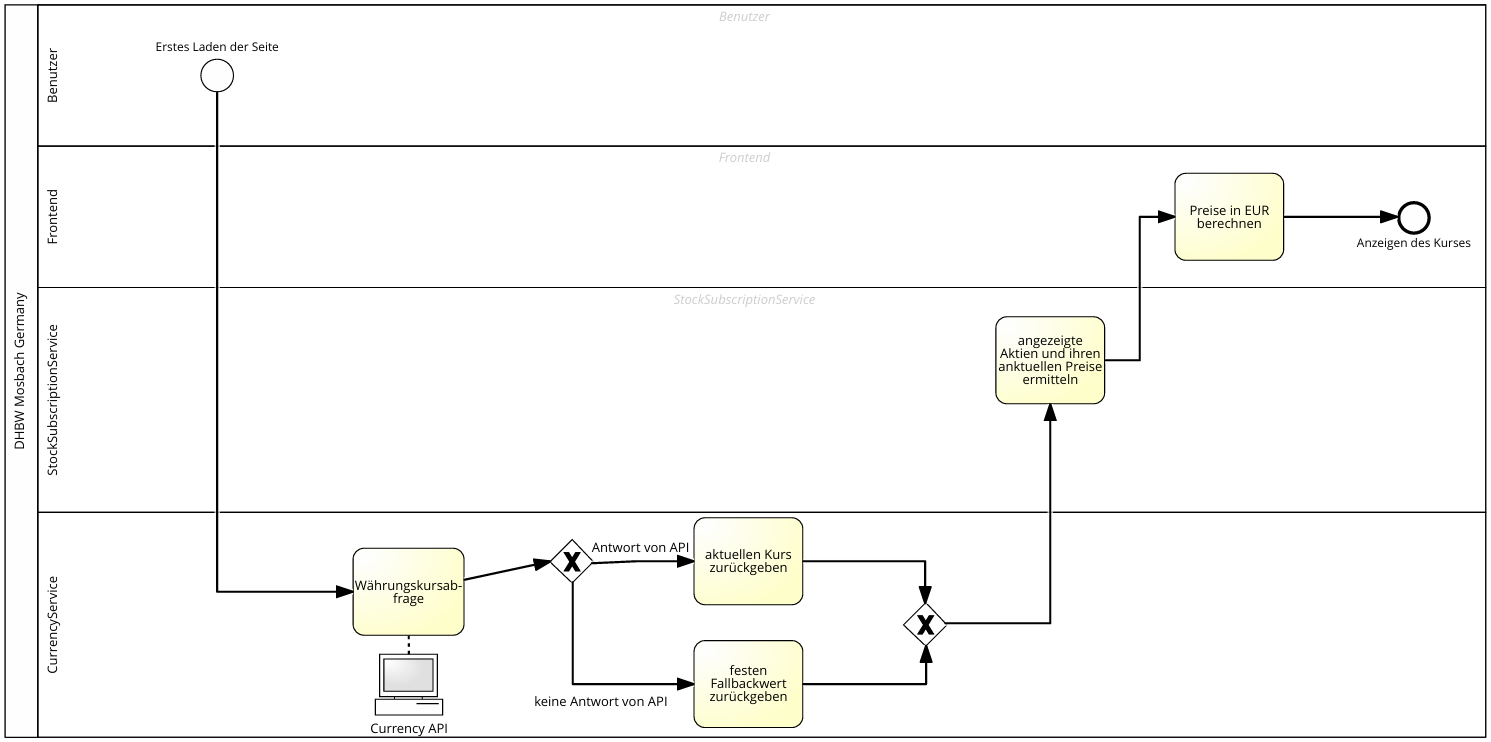 DHBW Mosbach Germany
Benutzer
Benutzer
Erstes Laden der Seite
Frontend
Frontend
Preise in EUR
berechnen
Anzeigen des Kurses
StockSubscriptionService
StockSubscriptionService
angezeigte
Aktien und ihren
anktuellen Preise
ermitteln
CurrencyService
Währungskursab-
frage
Currency API
Antwort von API
keine Antwort von API
aktuellen Kurs
zurückgeben
festen
Fallbackwert
zurückgeben